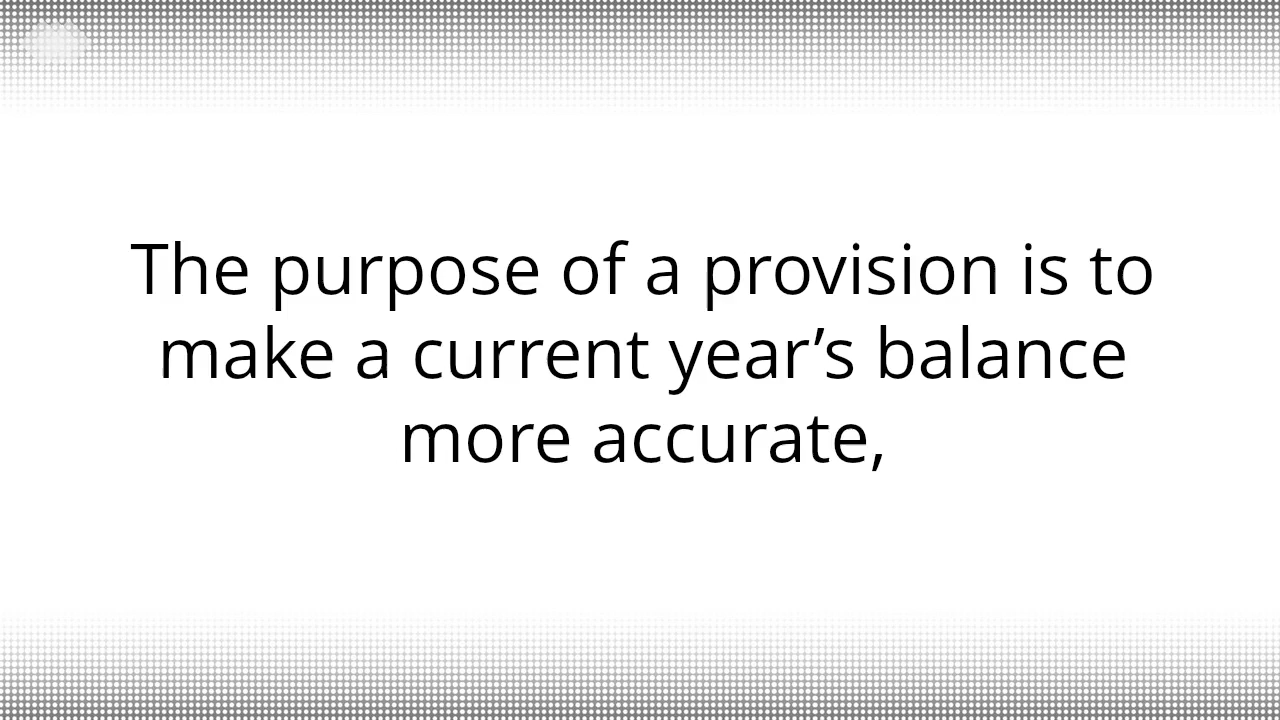 The purpose of a provision is to
make a current year’s balance
more accurate,